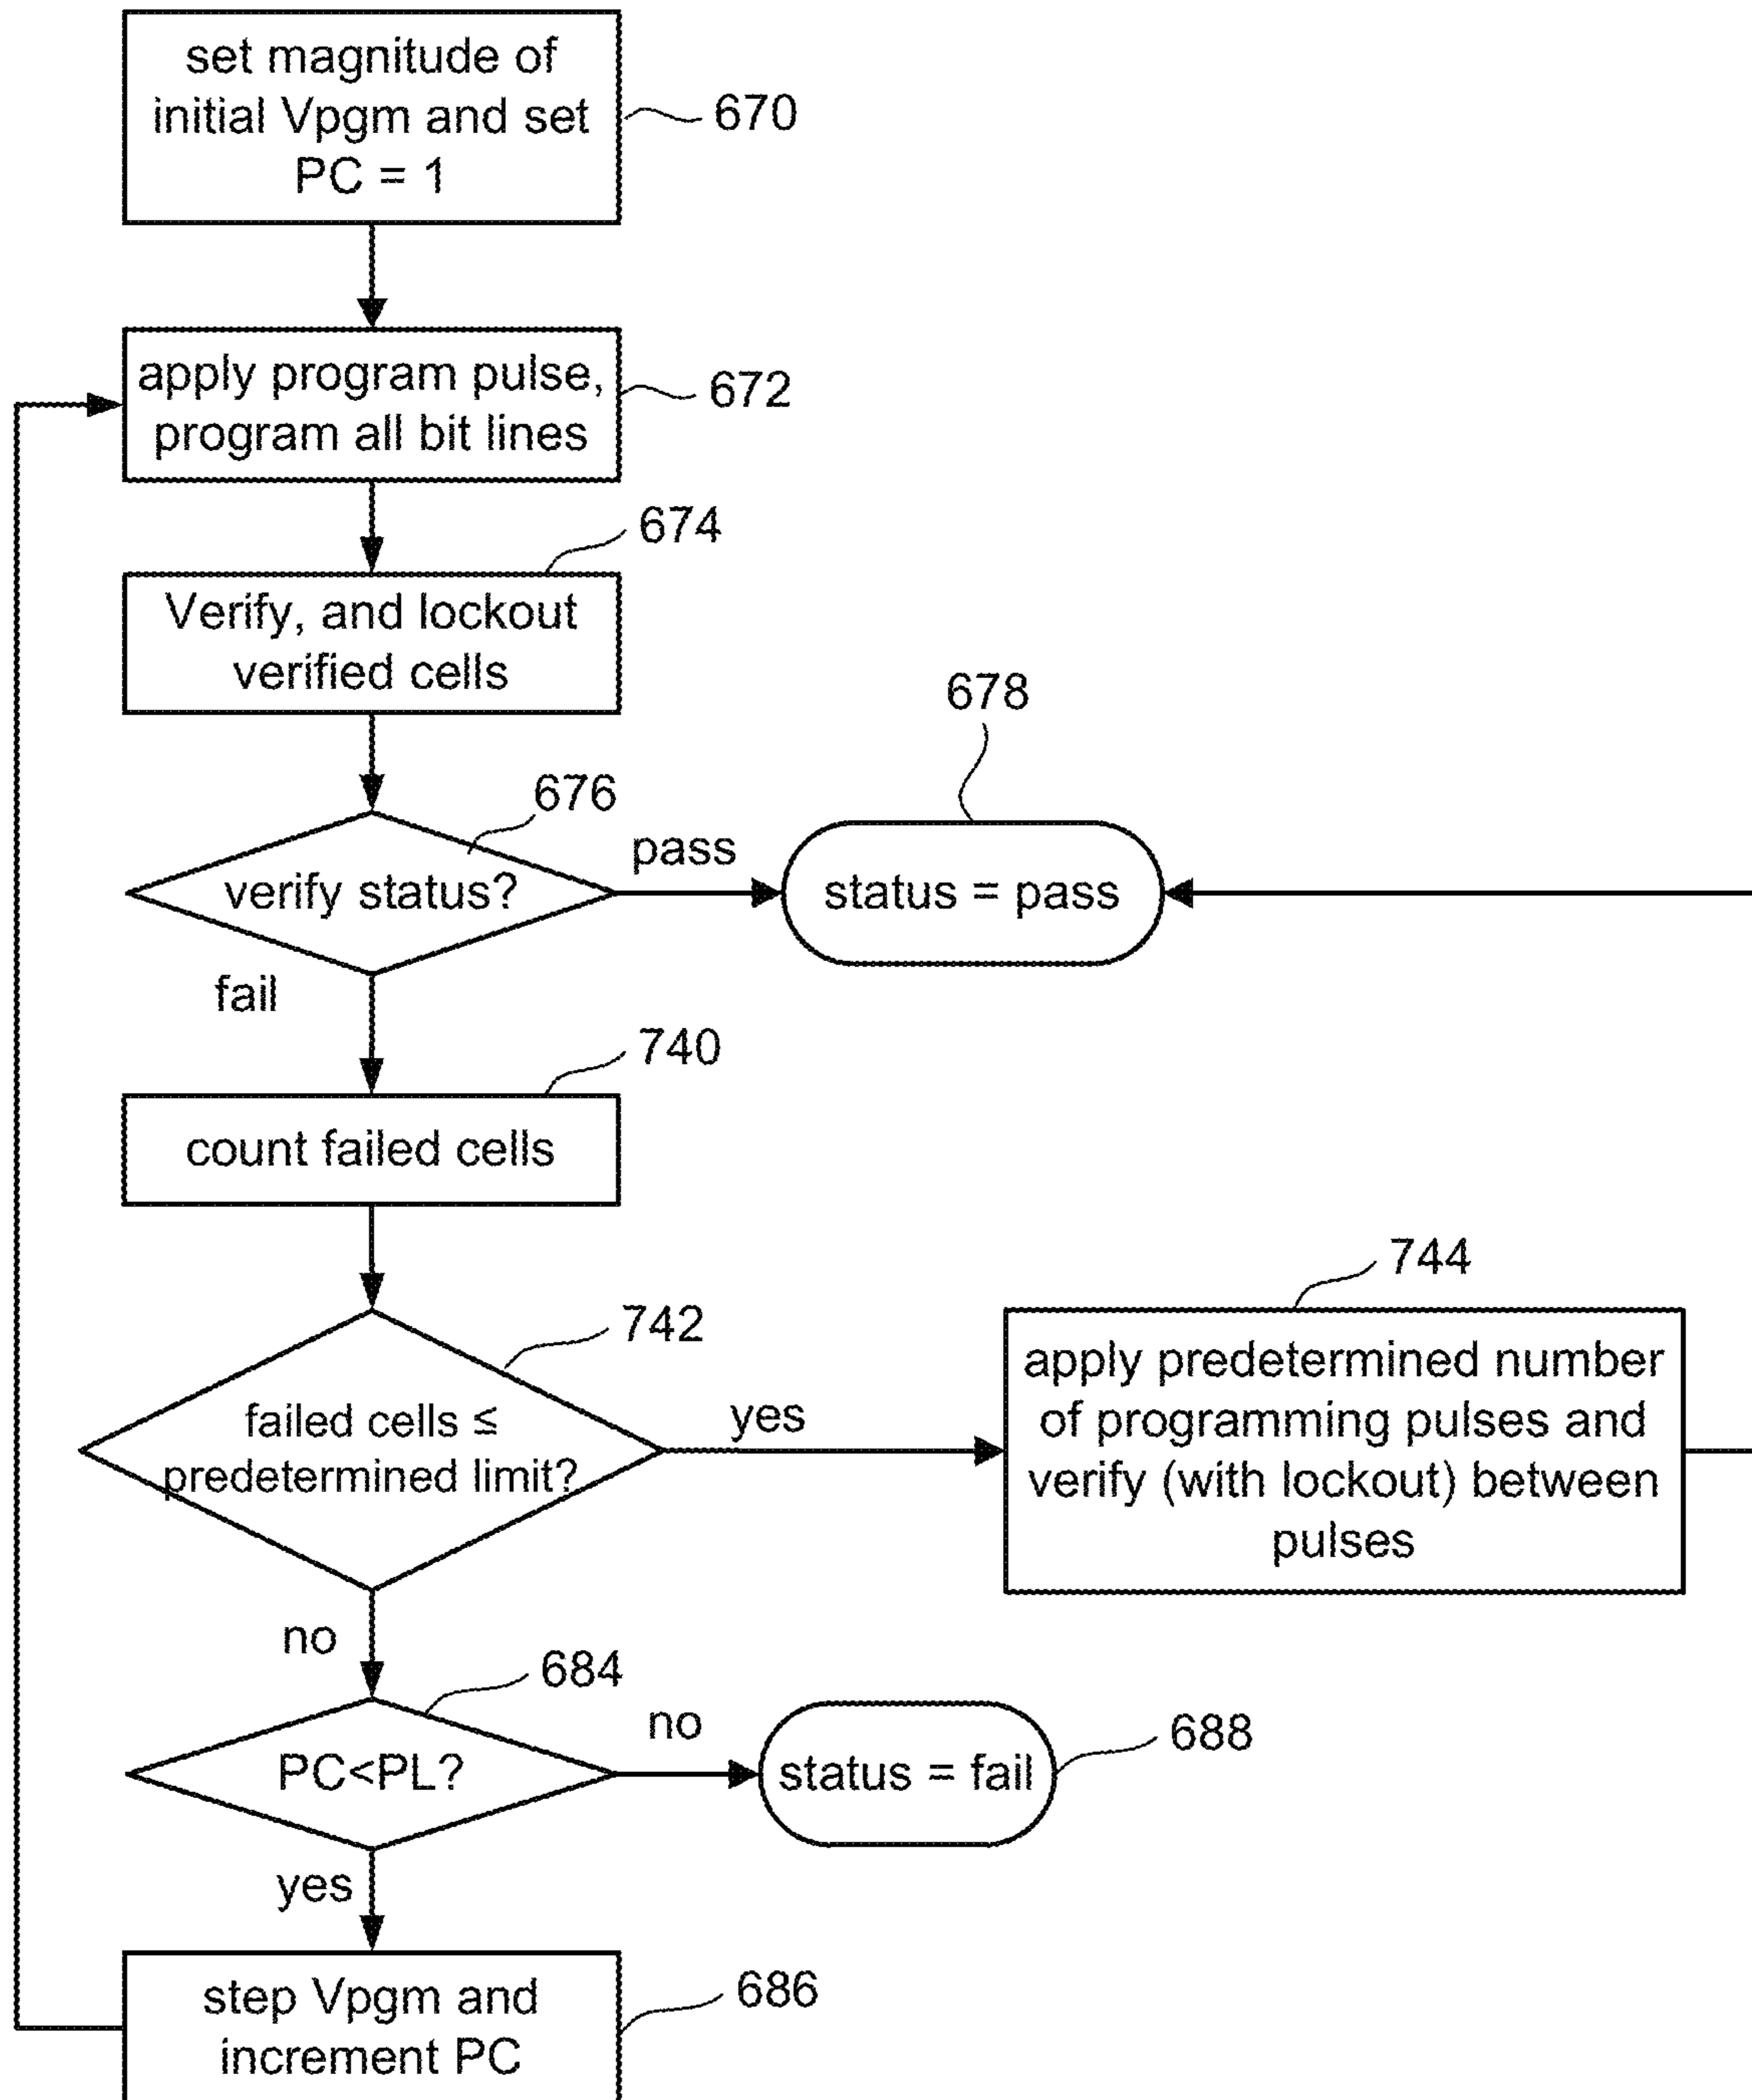 set magnitude of
initial Vpgm and set
PC = 1
670
apply program pulse,
program all bit lines
672
674
Verify, and lockout
verified cells
678
676
pass
verify status?
status = pass
fail
740
count failed cells
744
742
apply predetermined number
of programming pulses and
verify (with lockout) between
pulses
failed cells ≤
predetermined limit?
yes
no
684
no
688
PC<PL?
status = fail
yes
step Vpgm and
increment PC
686